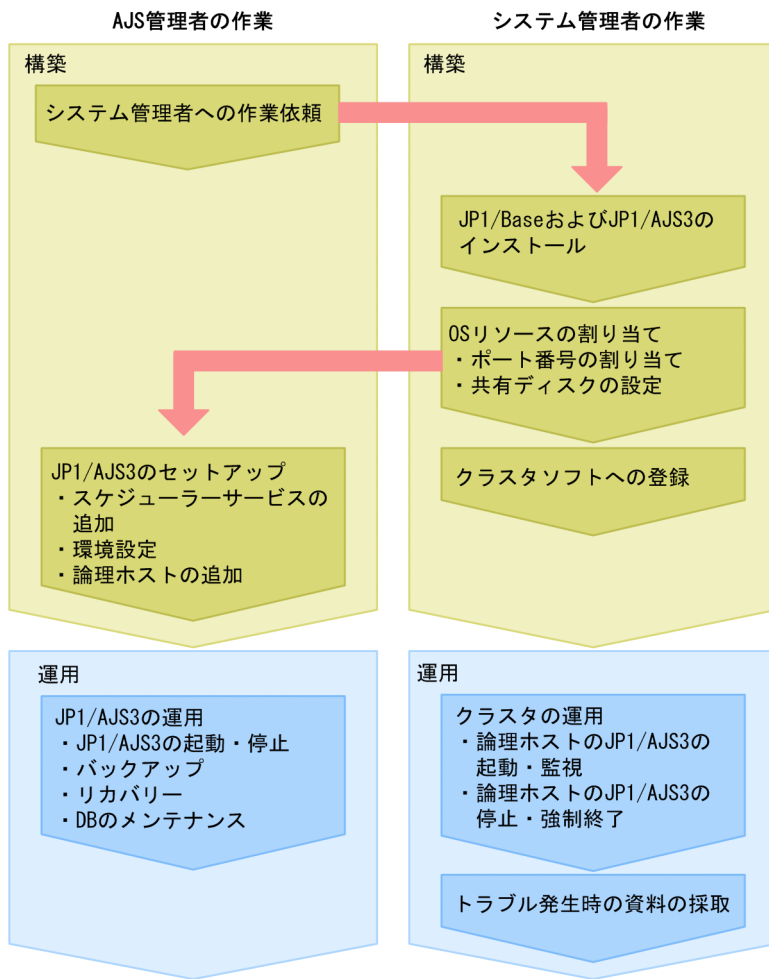 AJS管理者の作業
構築
システム管理者への作業依頼
JP1/AJS3のセットアップ
・スケジューラーサービスの
追加
・環境設定
・論理ホストの追加
運用
JP1/AJS3の運用
・JP1/AJS3の起動・停止
・バックアップ
・リカバリー
・DBのメンテナンス
システム管理者の作業
構築
JP1/BaseおよびJP1/AJS3の
インストール
OSリソースの割り当て
・ポート番号の割り当て
・共有ディスクの設定
クラスタソフトへの登録
運用
クラスタの運用
・論理ホストのJP1/AJS3の
起動・監視
・論理ホストのJP1/AJS3の
停止・強制終了
トラブル発生時の資料の採取